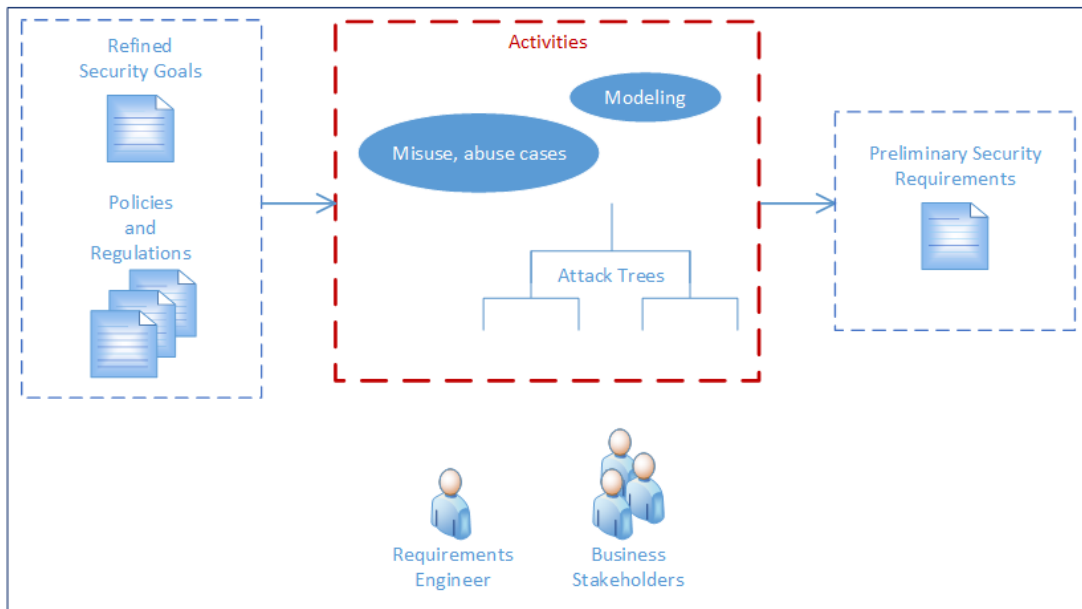 Refined
Security Goals
Policies
and
Regulations
Activities
Modeling
Misuse, abuse cases
Attack Trees
Preliminary Security
Requirements
Requirements
Engineer
Business
Stakeholders